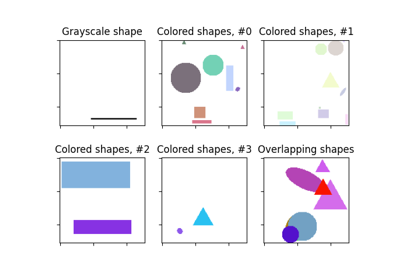 Grayscale shape
Colored shapes, #0
Colored shapes, #1
Colored shapes, #2
Colored shapes, #3
Overlapping shapes